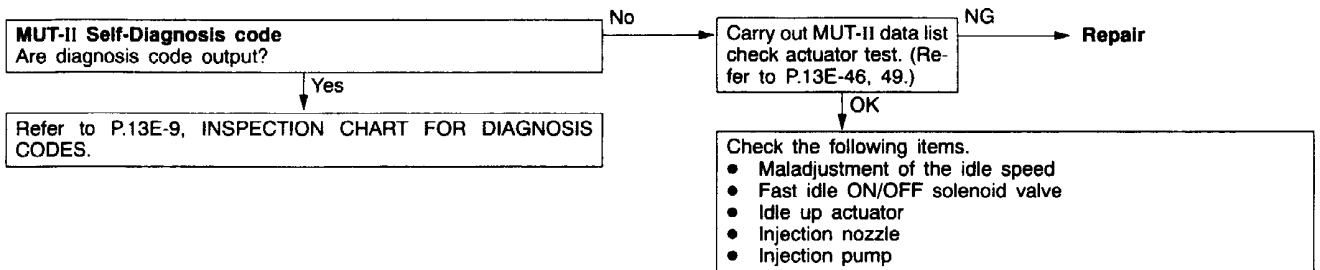 MUT-II Self-Diagnosis code
Are diagnosis code output?
No
Carry out MUT-II data list
check actuator test. (Re-
fer to P.13E-46, 49.)
NG
Repair
Yes
Refer to P.13E-9, INSPECTION CHART FOR DIAGNOSIS
CODES.
OK
Check the following items.
● Maladjustment of the idle speed
● Fast idle ON/OFF solenoid valve
● Idle up actuator
● Injection nozzle
● Injection pump